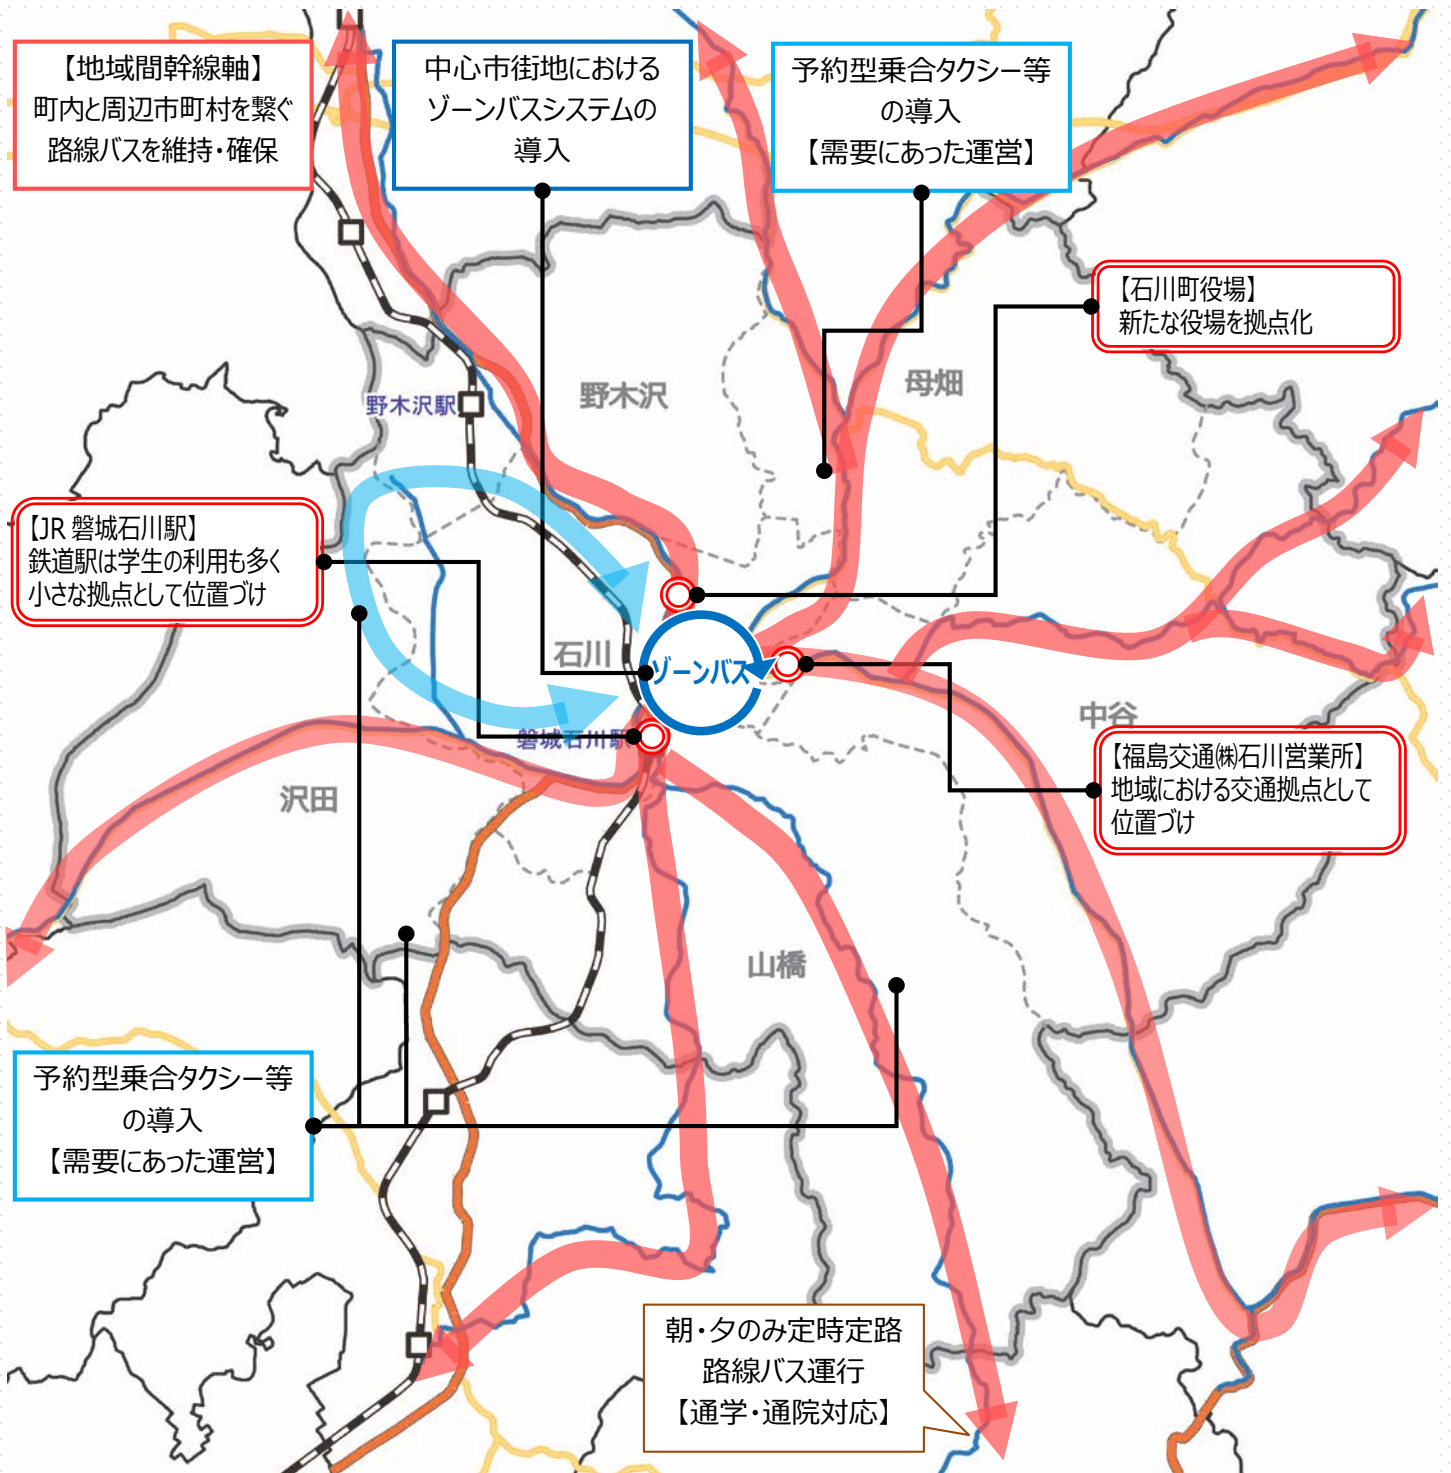 【地域間幹線軸】
町内と周辺市町村を繋ぐ
路線バスを維持・確保
中心市街地における
ゾーンバスシステムの
導入
予約型乗合タクシー等
の導入
【需要にあった運営】
【石川町役場】
新たな役場を拠点化
野木沢駅
野木沢
母畑
【JR 磐城石川駅】
鉄道駅は学生の利用も多く
小さな拠点として位置づけ
石川
ゾーンバス
磐城石川駅
中谷
【福島交通㈱石川営業所】
地域における交通拠点として
位置づけ
沢田
山橋
予約型乗合タクシー等
の導入
【需要にあった運営】
朝・夕のみ定時定路
路線バス運行
【通学・通院対応】